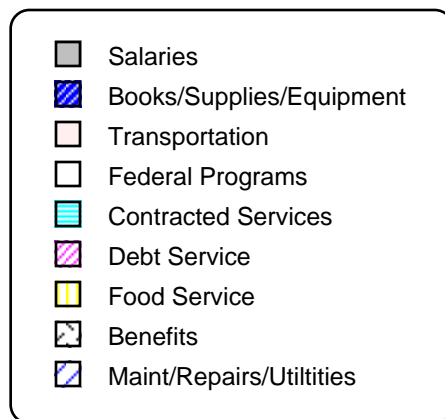 Salaries
Books/Supplies/Equipment
Transportation
Federal Programs
Contracted Services
Debt Service
Food Service
Benefits
Maint/Repairs/Utiltities